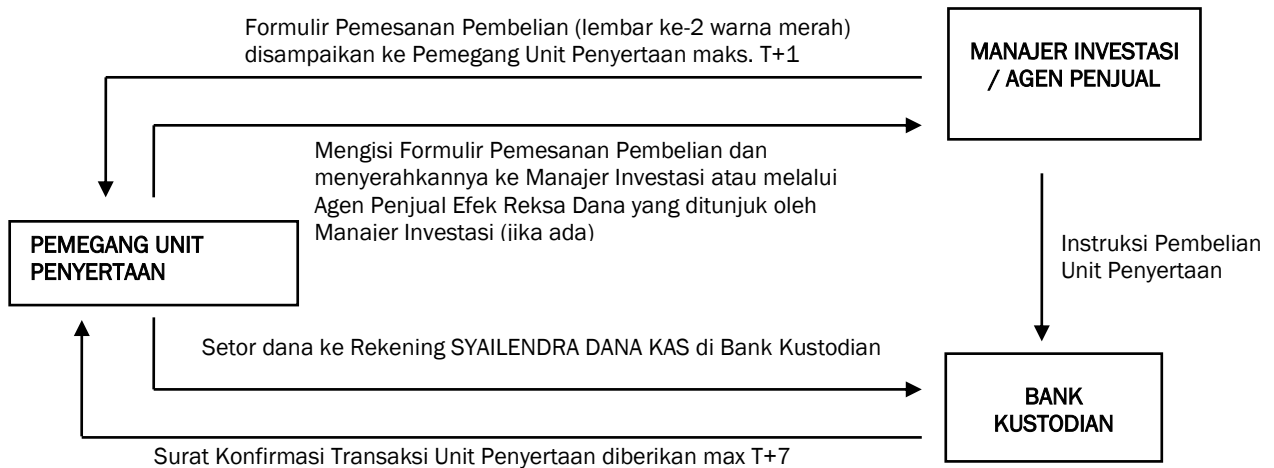 Formulir Pemesanan Pembelian (lembar ke-2 warna merah)
disampaikan ke Pemegang Unit Penyertaan maks. T+1
MANAJER INVESTASI
/ AGEN PENJUAL
Mengisi Formulir Pemesanan Pembelian dan
menyerahkannya ke Manajer Investasi atau melalui
Agen Penjual Efek Reksa Dana yang ditunjuk oleh
Manajer Investasi (jika ada)
PEMEGANG UNIT
PENYERTAAN
Instruksi Pembelian
Unit Penyertaan
Setor dana ke Rekening SYAILENDRA DANA KAS di Bank Kustodian
BANK
KUSTODIAN
Surat Konfirmasi Transaksi Unit Penyertaan diberikan max T+7